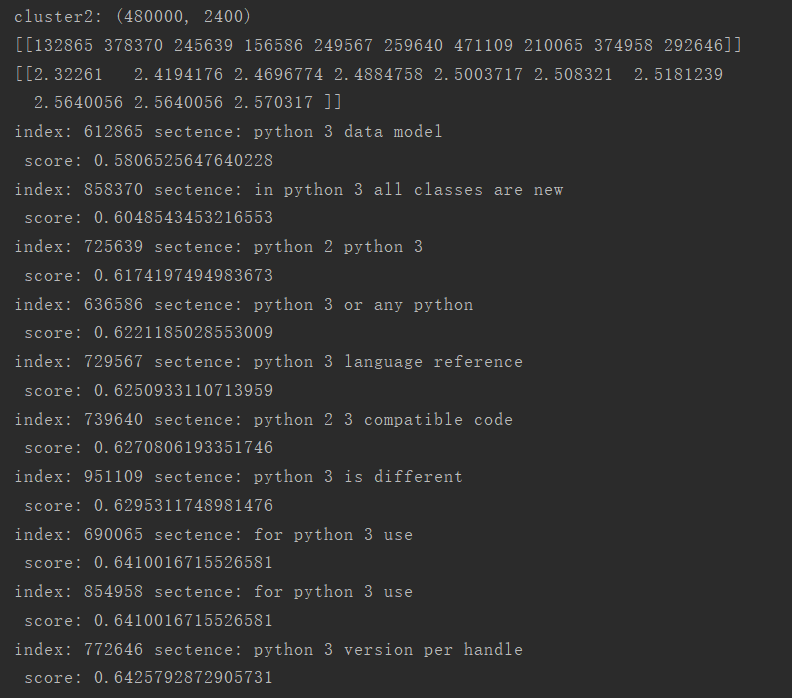 cluster2: (480000, 2400)
[[132865 378370 245639 156586 249567 259640 471109 210065 374958 292646]]
[[2.32261   2.4194176 2.4696774 2.4884758 2.5003717 2.508321  2.5181239
  2.5640056 2.5640056 2.570317 ]]
index: 612865 sectence: python 3 data model
 score: 0.5806525647640228
index: 858370 sectence: in python 3 all classes are new
 score: 0.6048543453216553
index: 725639 sectence: python 2 python 3
 score: 0.6174197494983673
index: 636586 sectence: python 3 or any python
 score: 0.6221185028553009
index: 729567 sectence: python 3 language reference
 score: 0.6250933110713959
index: 739640 sectence: python 2 3 compatible code
 score: 0.6270806193351746
index: 951109 sectence: python 3 is different
 score: 0.6295311748981476
index: 690065 sectence: for python 3 use
 score: 0.6410016715526581
index: 854958 sectence: for python 3 use
 score: 0.6410016715526581
index: 772646 sectence: python 3 version per handle
 score: 0.6425792872905731